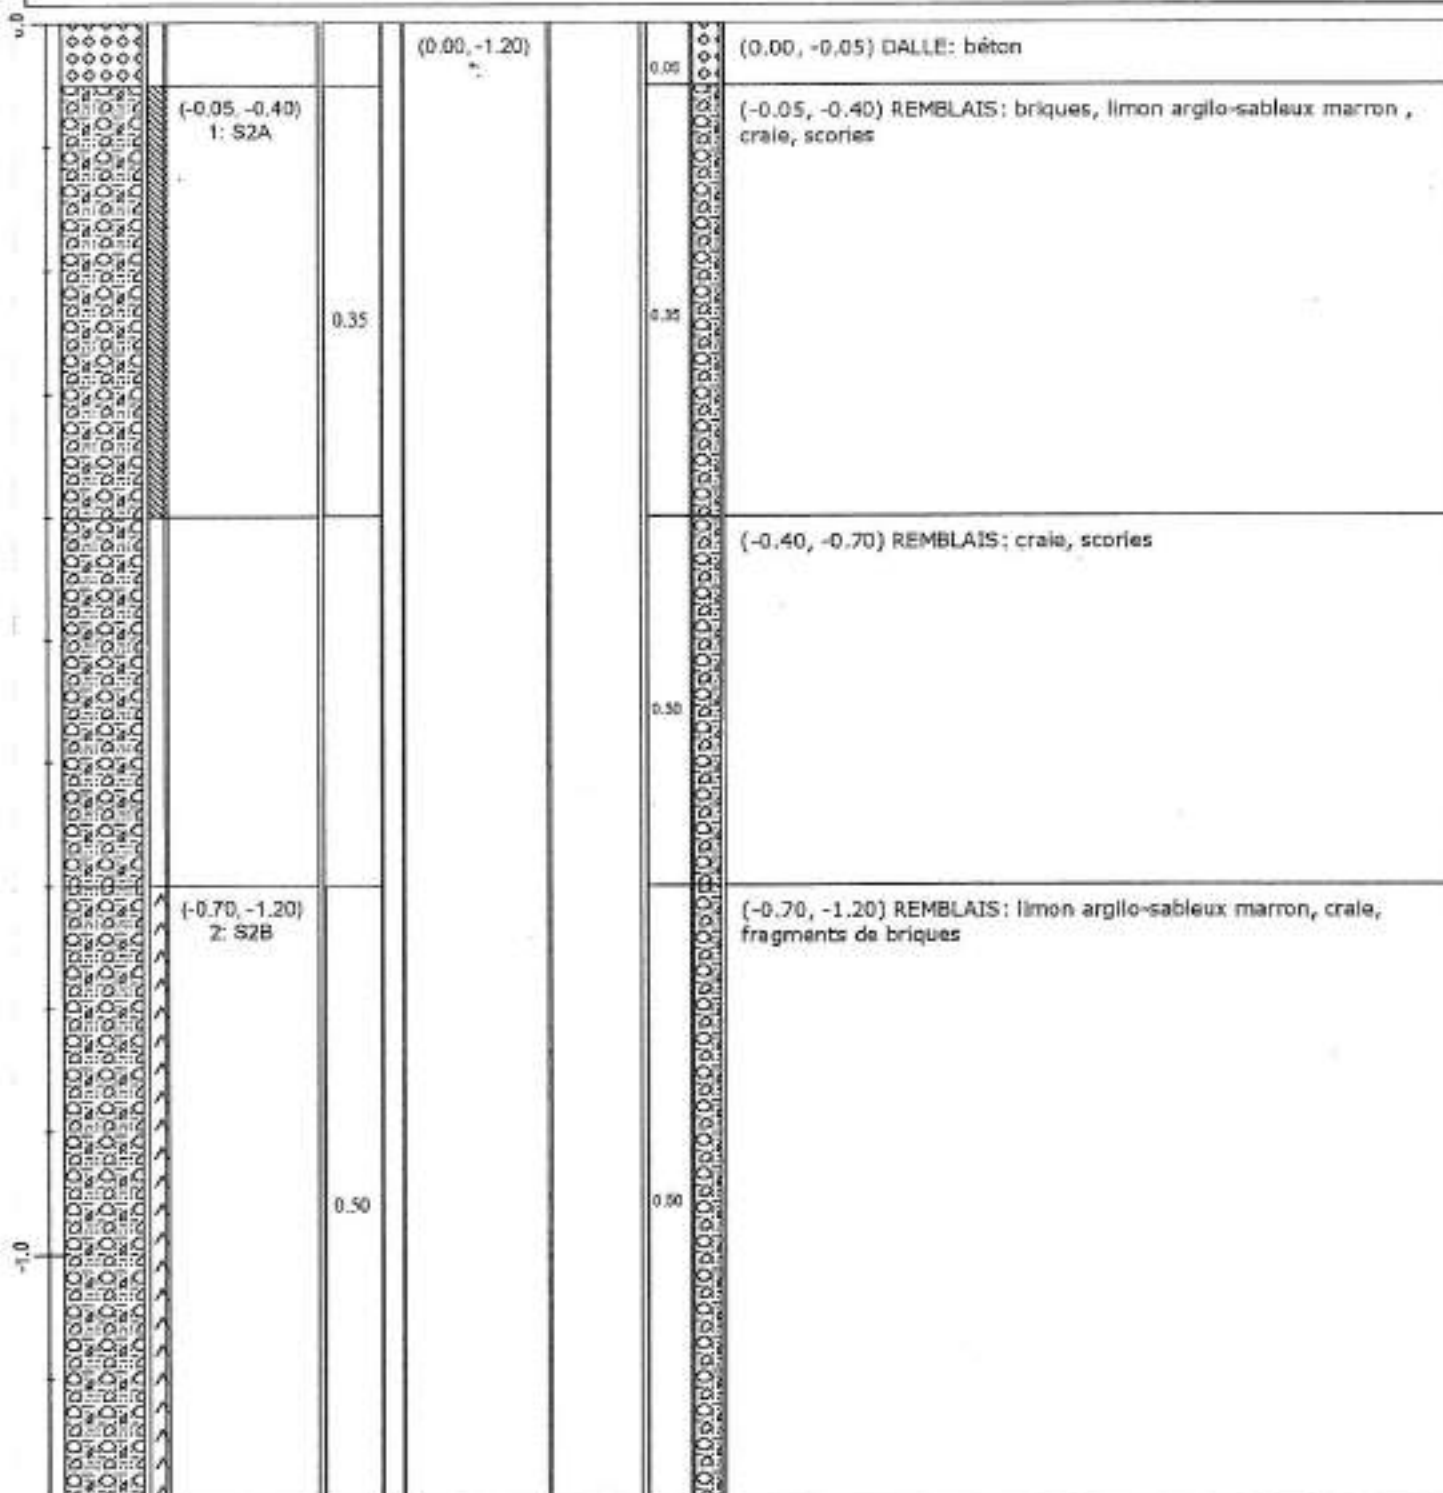 0.0
(0.00, -1.20)
0.05
(0.00, -0.05) DALLE: béton
(-0.05, -0.40)
1: S2A
(-0.05, -0.40) REMBLAIS: briques, limon argilo-sableux marron ,
craie, scories
0.35
0.35
(-0.40, -0.70) REMBLAIS: craie, scories
0.30
(-0.70, -1.20)
2: S2B
(-0.70, -1.20) REMBLAIS: limon argilo-sableux marron, craie,
fragments de briques
0.50
0.50
-1.0